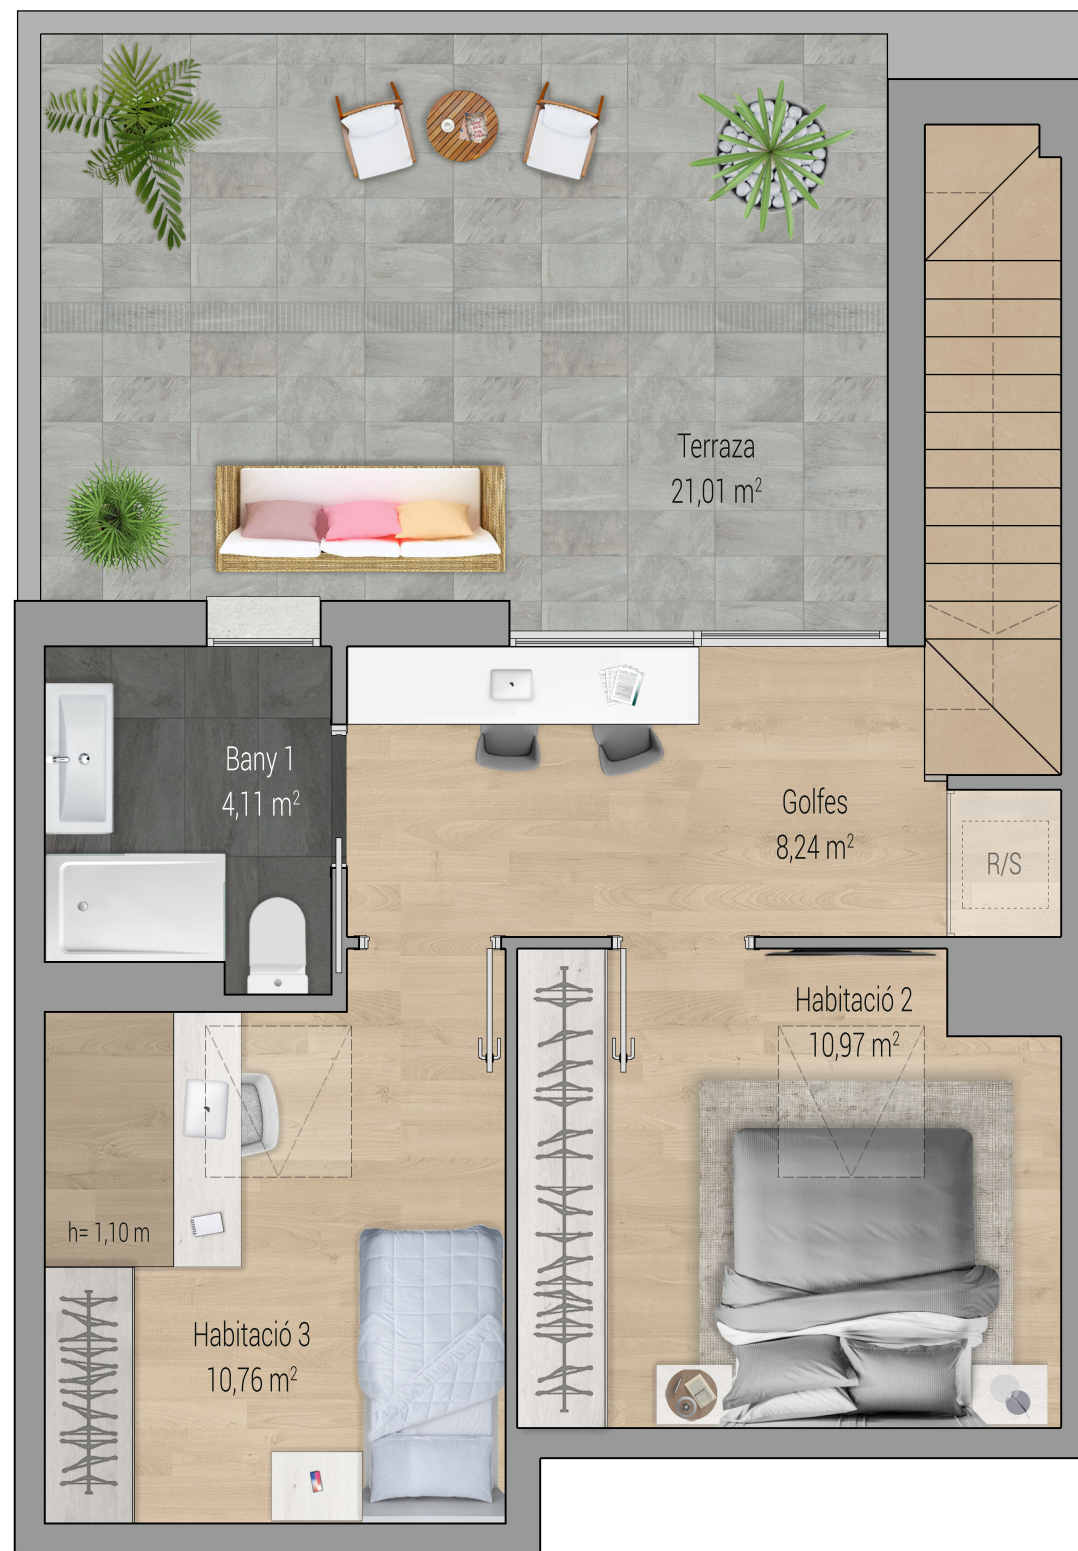 Terraza
21,01 m²
Bany 1
4,11 m²
Golfes
8,24 m²
R/S
Habitació 2
10,97 m²
h= 1,10 m
Habitació 3
10,76 m²